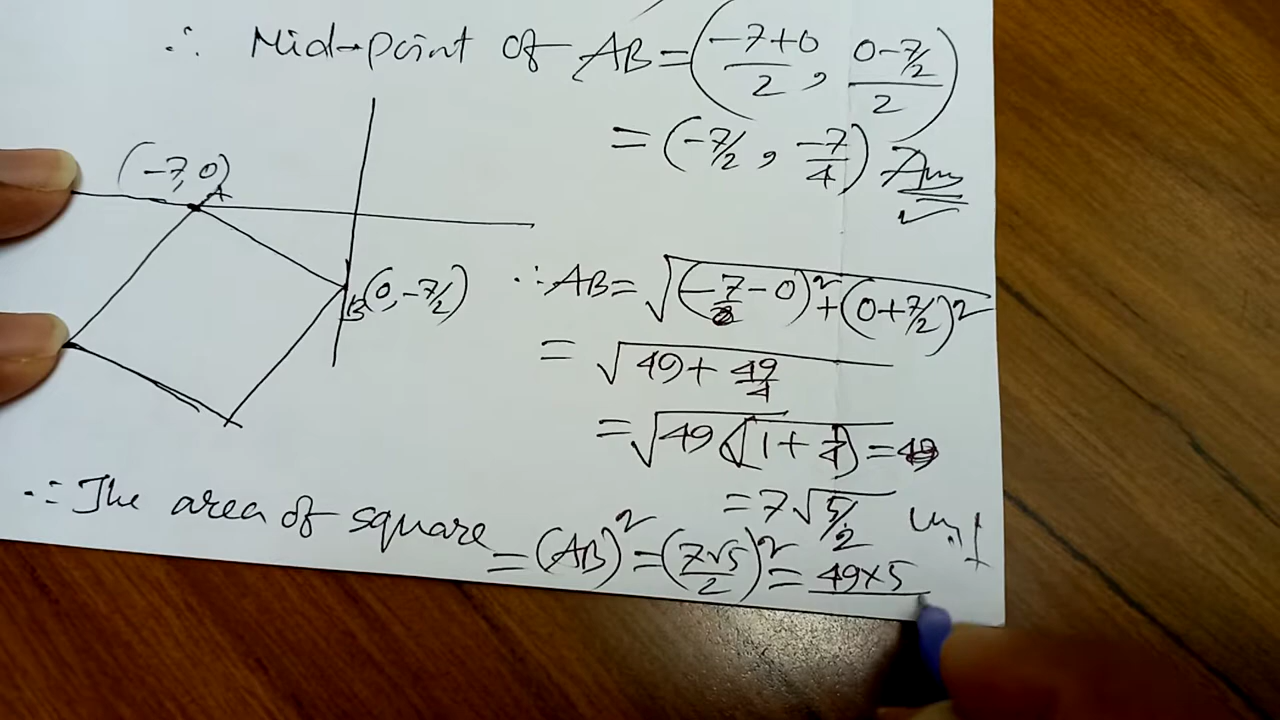 ∴ Mid-point of AB = (-7+0/2, 0-7/2/2)
= (-7/2, -7/4) Ans
(-7, 0)
A
B(0, -7/2)
∴ AB = √(-7-0)² + (0+7/2)²
= √49 + 49/4
= √49 √(1 + 1/4) = 49
= 7√5/2 unit
∴ The area of square = (AB)² = (7√5/2)² = 49×5